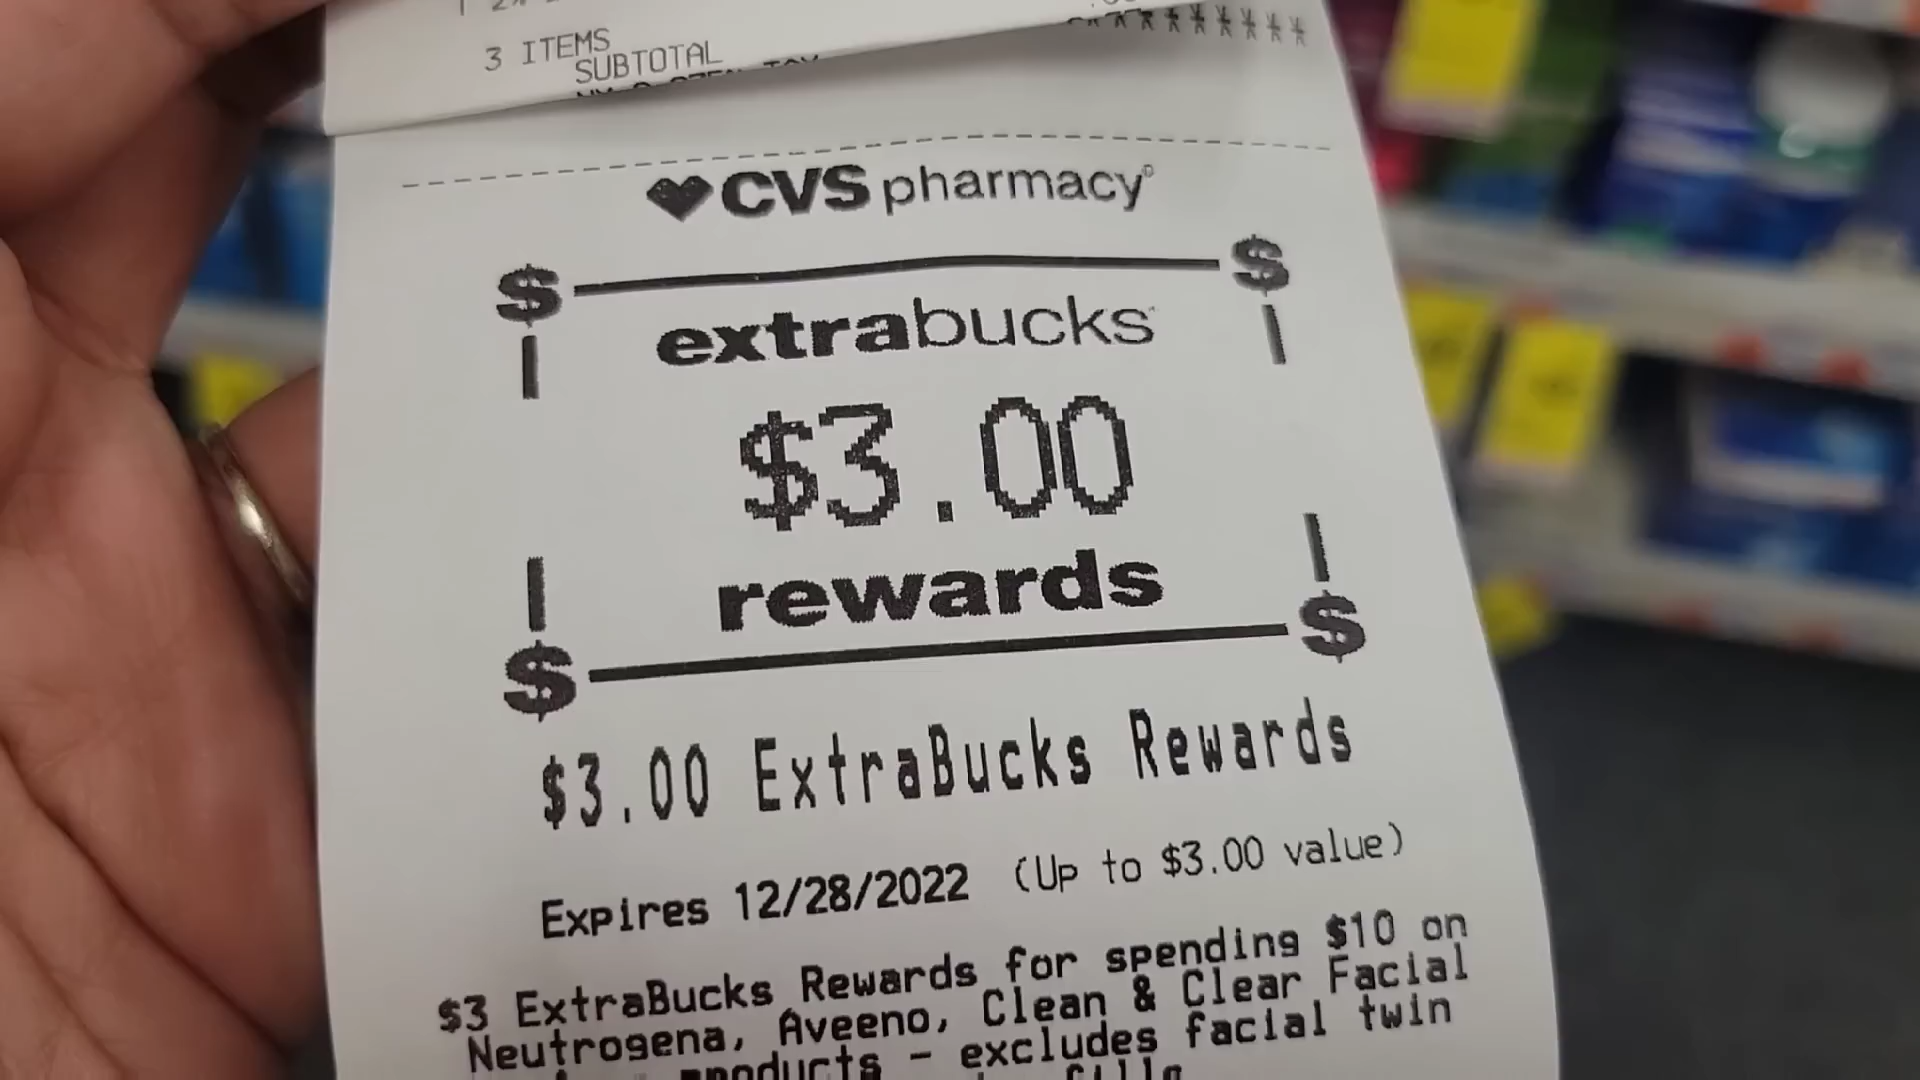 3 ITEMS
SUBTOTAL
***********
CVS pharmacy®
$ $
extrabucks
$3.00
rewards
$ $
$3.00 ExtraBucks Rewards
Expires 12/28/2022 (Up to $3.00 value)
$3 ExtraBucks Rewards for spending $10 on
Neutrogena, Aveeno, Clean & Clear Facial
products - excludes facial twin